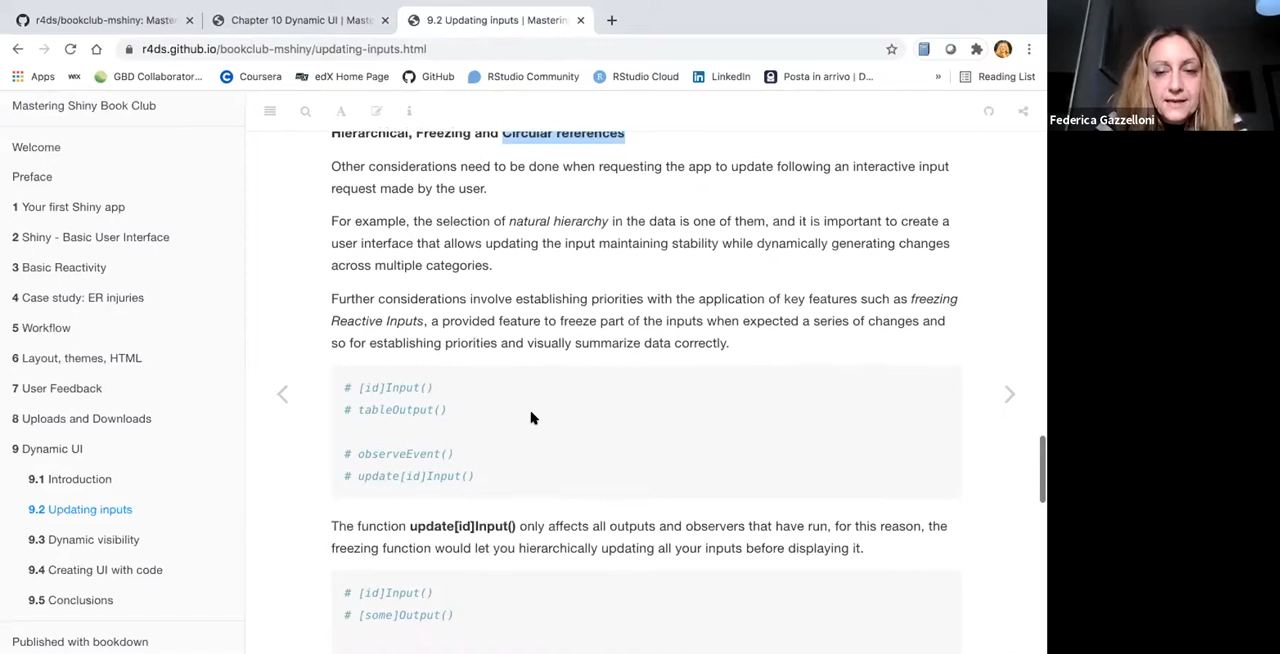 r4ds/bookclub-mshiny: Maste
Chapter 10 Dynamic UI | Maste
9.2 Updating inputs | Masterin
r4ds.github.io/bookclub-mshiny/updating-inputs.html
Apps
WIX
GBD Collaborator...
Coursera
edX Home Page
GitHub
RStudio Community
RStudio Cloud
LinkedIn
Posta in arrivo | D...
»
Reading List
Federica Gazzelloni
Mastering Shiny Book Club
Welcome
Preface
1 Your first Shiny app
2 Shiny - Basic User Interface
3 Basic Reactivity
4 Case study: ER injuries
5 Workflow
6 Layout, themes, HTML
7 User Feedback
8 Uploads and Downloads
9 Dynamic UI
9.1 Introduction
9.2 Updating inputs
9.3 Dynamic visibility
9.4 Creating UI with code
9.5 Conclusions
Published with bookdown
Hierarchical, Freezing and Circular references
Other considerations need to be done when requesting the app to update following an interactive input
request made by the user.
For example, the selection of natural hierarchy in the data is one of them, and it is important to create a
user interface that allows updating the input maintaining stability while dynamically generating changes
across multiple categories.
Further considerations involve establishing priorities with the application of key features such as freezing
Reactive Inputs, a provided feature to freeze part of the inputs when expected a series of changes and
so for establishing priorities and visually summarize data correctly.
# [id]Input()
# tableOutput()
# observeEvent()
# update[id]Input()
The function update[id]Input() only affects all outputs and observers that have run, for this reason, the
freezing function would let you hierarchically updating all your inputs before displaying it.
# [id]Input()
# [some]Output()